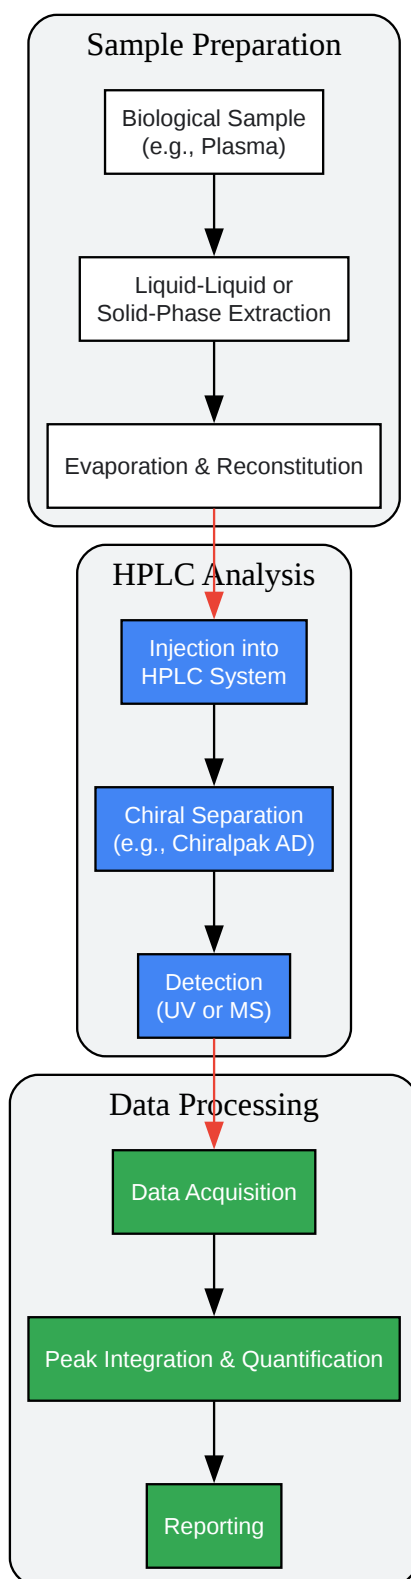 Sample Preparation
Biological Sample
(e.g., Plasma)
Liquid-Liquid or
Solid-Phase Extraction
Evaporation & Reconstitution
HPLC Analysis
Injection into
HPLC System
Chiral Separation
(e.g., Chiralpak AD)
Detection
(UV or MS)
Data Processing
Data Acquisition
Peak Integration & Quantification
Reporting